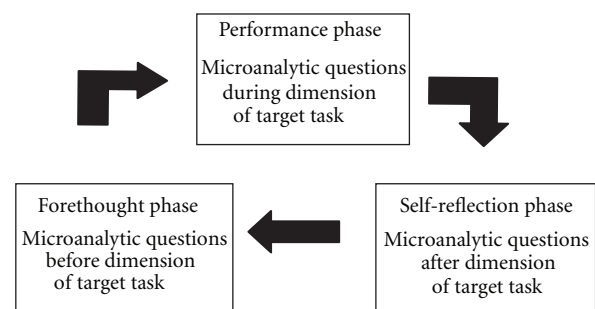 Performance phase
Microanalytic questions
during dimension
of target task
Forethought phase
Microanalytic questions
before dimension
of target task
Self-reflection phase
Microanalytic questions
after dimension
of target task